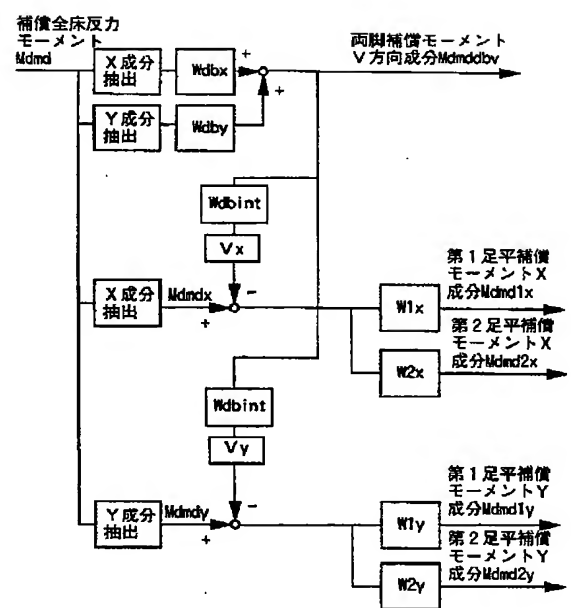 補償全床反力
モーメント
Mdmd
X成分
抽出
Wdbx
+
+
両脚補償モーメント
V方向成分Mdmddbv
Y成分
抽出
Wdby
Wdbint
Vx
-
X成分
抽出
Mdmdx
+
W1x
第1足平補償
モーメントX
成分Mdmd1x
W2x
第2足平補償
モーメントX
成分Mdmd2x
Wdbint
Vy
-
Y成分
抽出
Mdmdy
+
W1y
第1足平補償
モーメントY
成分Mdmd1y
W2y
第2足平補償
モーメントY
成分Mdmd2y